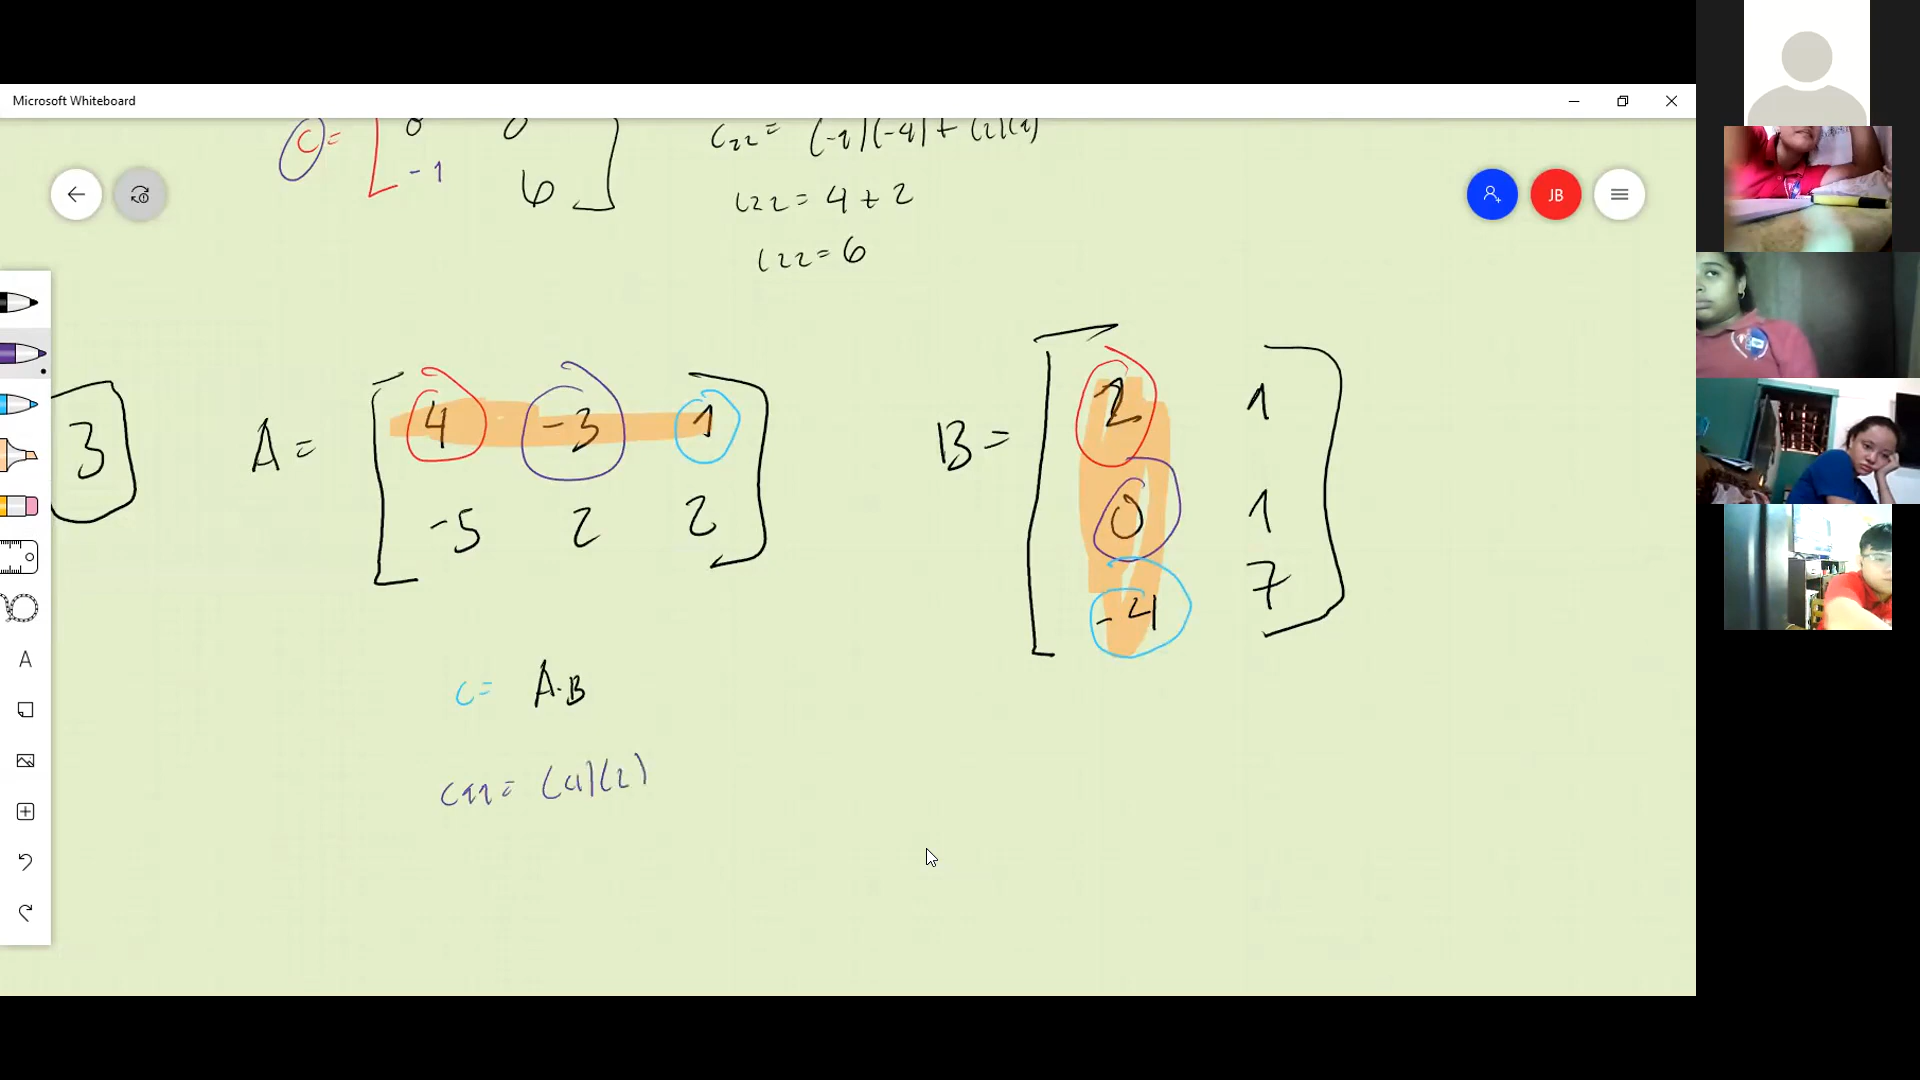 Microsoft Whiteboard
C = [ 0 0
-1 6 ]
C22 = (-1)(-4) + (2)(1)
C22 = 4 + 2
C22 = 6
JB
3
A = [ 4 -3 1
-5 2 2 ]
B = [ 2 1
0 1
-4 7 ]
C = A·B
C11 = (4)(2)
A